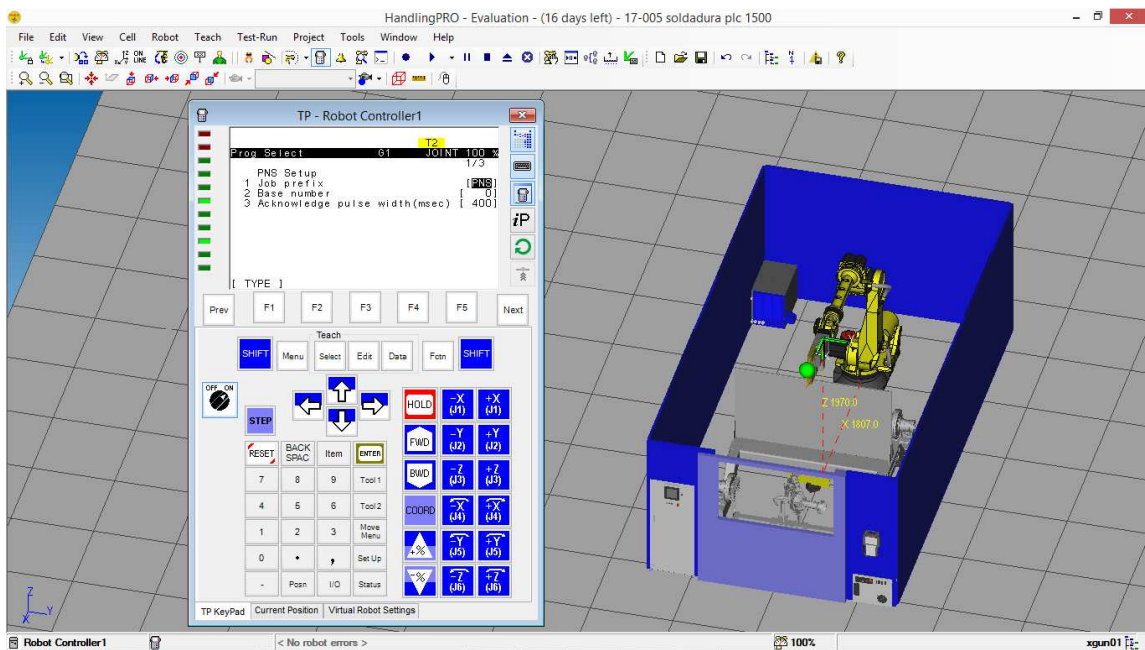 HandlingPRO - Evaluation - (16 days left) - 17-005 soldadura plc 1500
File Edit View Cell Robot Teach Test-Run Project Tools Window Help
TP - Robot Controller1
T2
Prog Select G1 JOINT 100 %
1/3
PNS Setup
1 Job prefix [PNS]
2 Base number [ 0]
3 Acknowledge pulse width(msec) [ 400]
[ TYPE ]
iP
Prev F1 F2 F3 F4 F5 Next
Teach
SHIFT Menu Select Edit Data Fctn SHIFT
OFF ON
STEP
HOLD -X (J1) +X (J1)
FWD -Y (J2) +Y (J2)
BWD -Z (J3) +Z (J3)
COORD -X (J4) +X (J4)
+% -Y (J5) +Y (J5)
-% -Z (J6) +Z (J6)
RESET BACK SPAC Item ENTER
7 8 9 Tool 1
4 5 6 Tool 2
1 2 3 Move Menu
0 • , Set Up
- Posn I/O Status
TP KeyPad Current Position Virtual Robot Settings
Z 1970.0
X 1807.0
Z
Y
X
Robot Controller1 < No robot errors > 100% xgun01